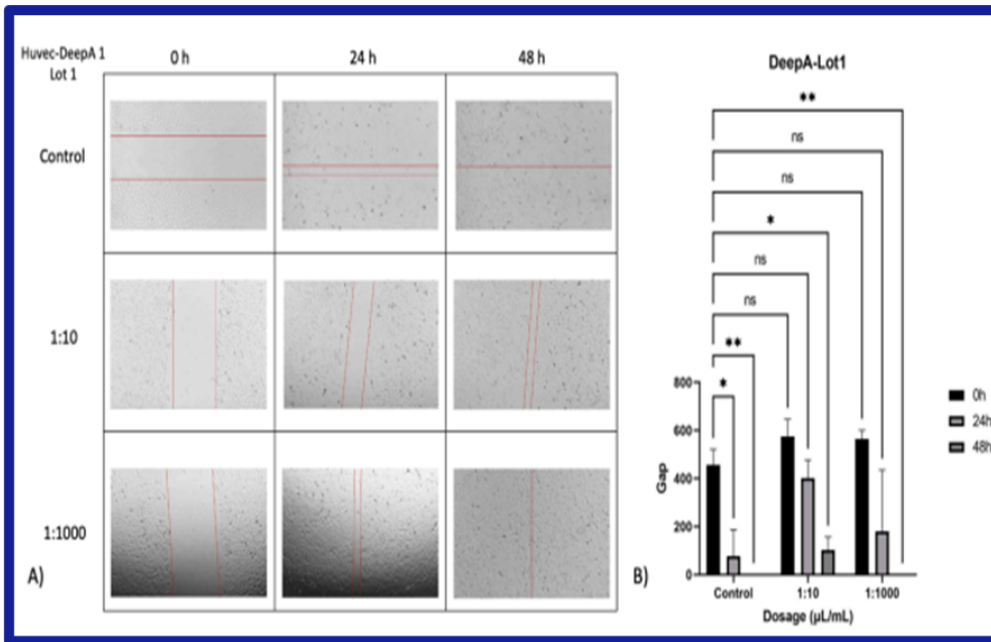 Huvec-DeepA 1
Lot 1
0 h
24 h
48 h
Control
1:10
1:1000
A)
DeepA-Lot1
**
ns
ns
*
ns
ns
**
*
800
600
400
200
0
Gap
Control
1:10
1:1000
Dosage (µL/mL)
0h
24h
48h
B)